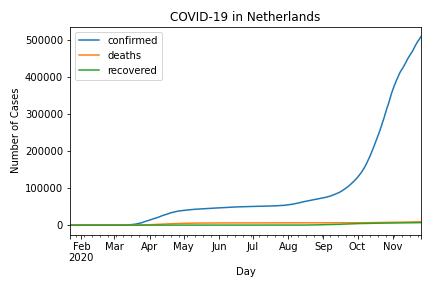 COVID-19 in Netherlands
confirmed
deaths
recovered
Number of Cases
500000
400000
300000
200000
100000
0
Feb Mar Apr May Jun Jul Aug Sep Oct Nov
2020
Day